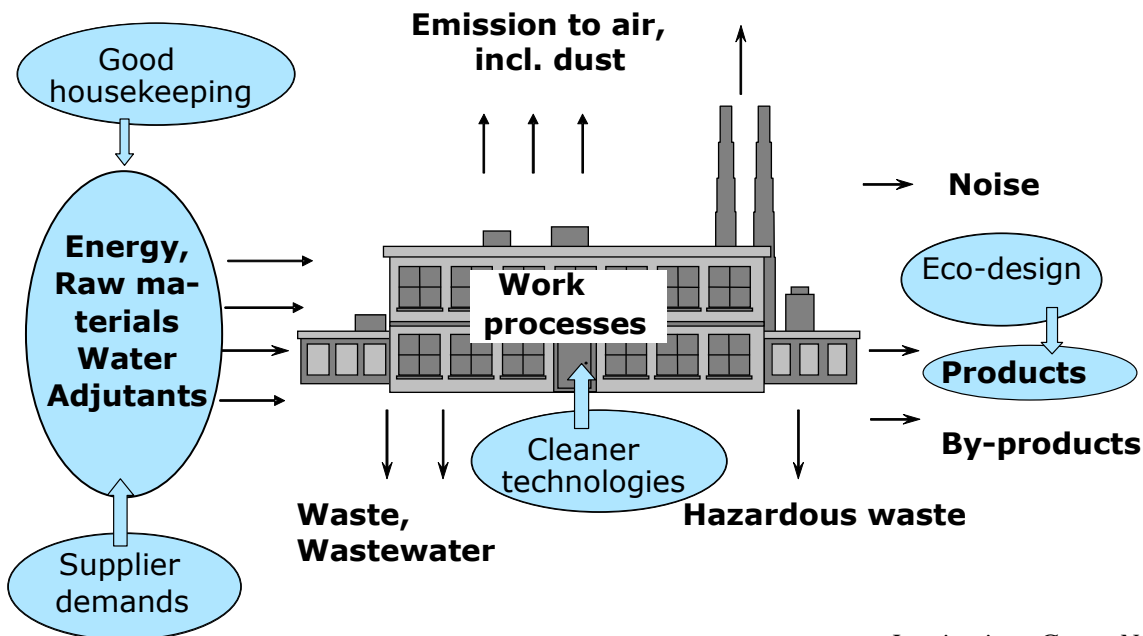 Emission to air,
incl. dust
Good
housekeeping
Noise
Energy,
Raw ma-
terials
Water
Adjutants
Work
processes
Eco-design
Products
By-products
Cleaner
technologies
Waste,
Wastewater
Hazardous waste
Supplier
demands